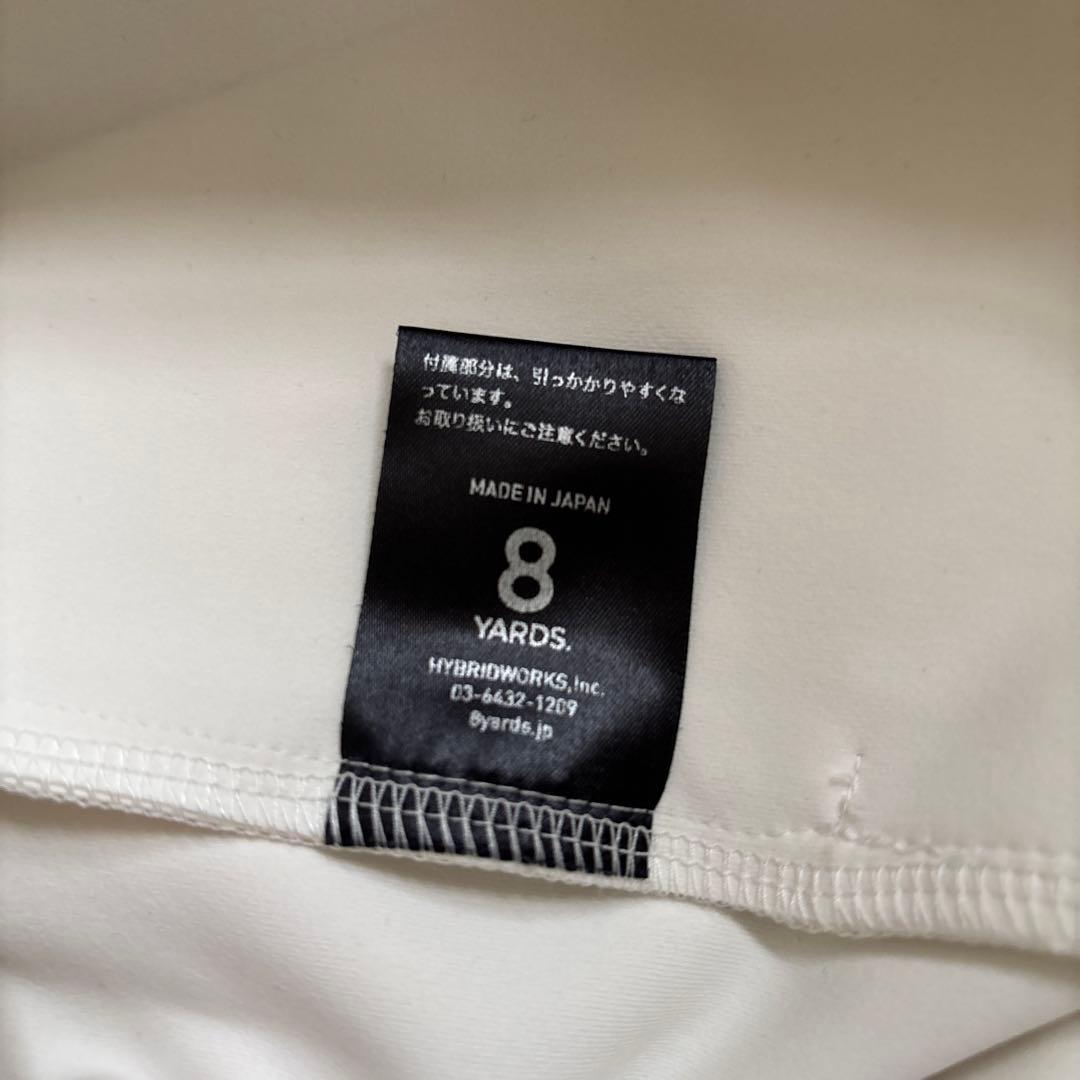 付属部分は、引っかかりやすくな
っています。
お取り扱いにご注意ください。
MADE IN JAPAN
8
YARDS.
HYBRIDWORKS,Inc.
03-6432-1209
8yards.jp